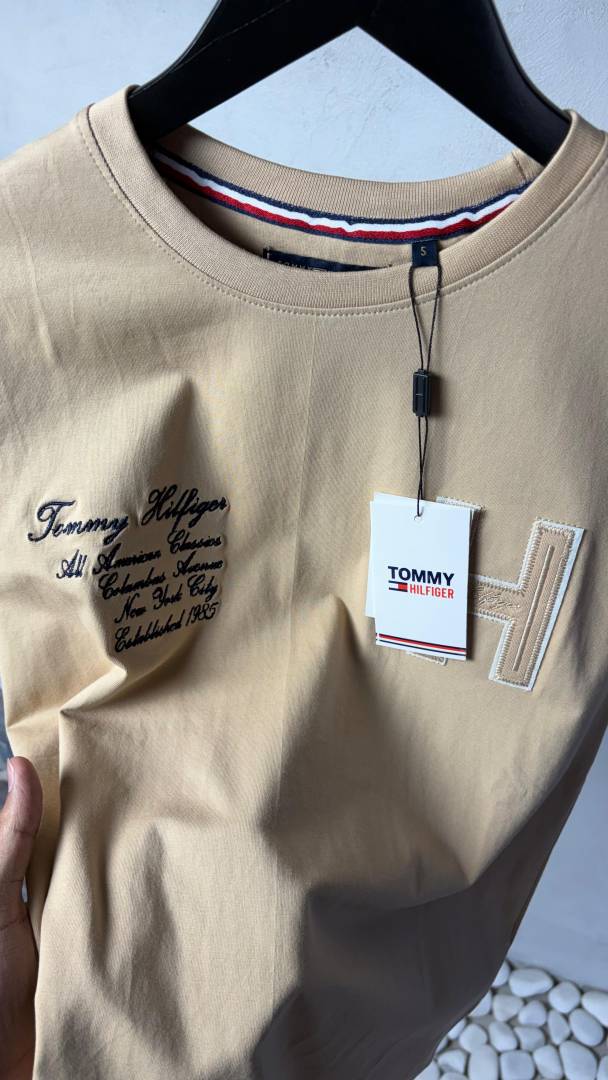 S
Tommy Hilfiger
All American Classics
Columbus Avenue
New York City
Established 1985
TOMMY
HILFIGER